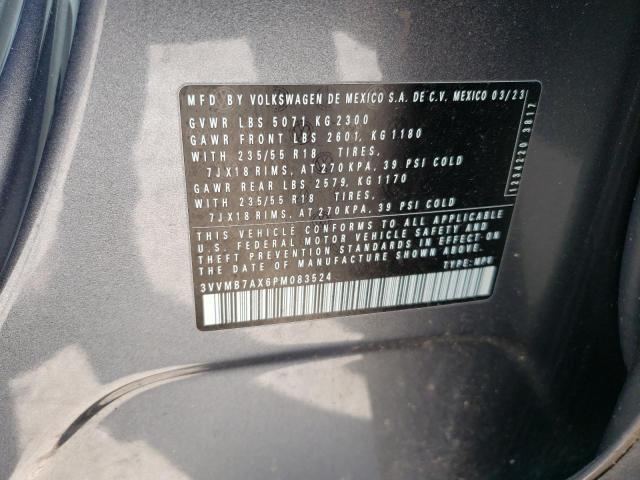 MFD BY VOLKSWAGEN DE MEXICO S.A. DE C.V. MEXICO 03/23
GVWR LBS 5071 KG 2300
GAWR FRONT LBS 2601, KG 1180
WITH 235/55 R18 TIRES,
7JX18 RIMS, AT 270 KPA, 39 PSI COLD
GAWR REAR LBS 2579, KG 1170
WITH 235/55 R18 TIRES,
7JX18 RIMS, AT 270 KPA, 39 PSI COLD
THIS VEHICLE CONFORMS TO ALL APPLICABLE
U.S. FEDERAL MOTOR VEHICLE SAFETY AND
THEFT PREVENTION STANDARDS IN EFFECT ON
THE DATE OF MANUFACTURE SHOWN ABOVE.
TYPE: MPV
3VVMB7AX6PM083524
3817